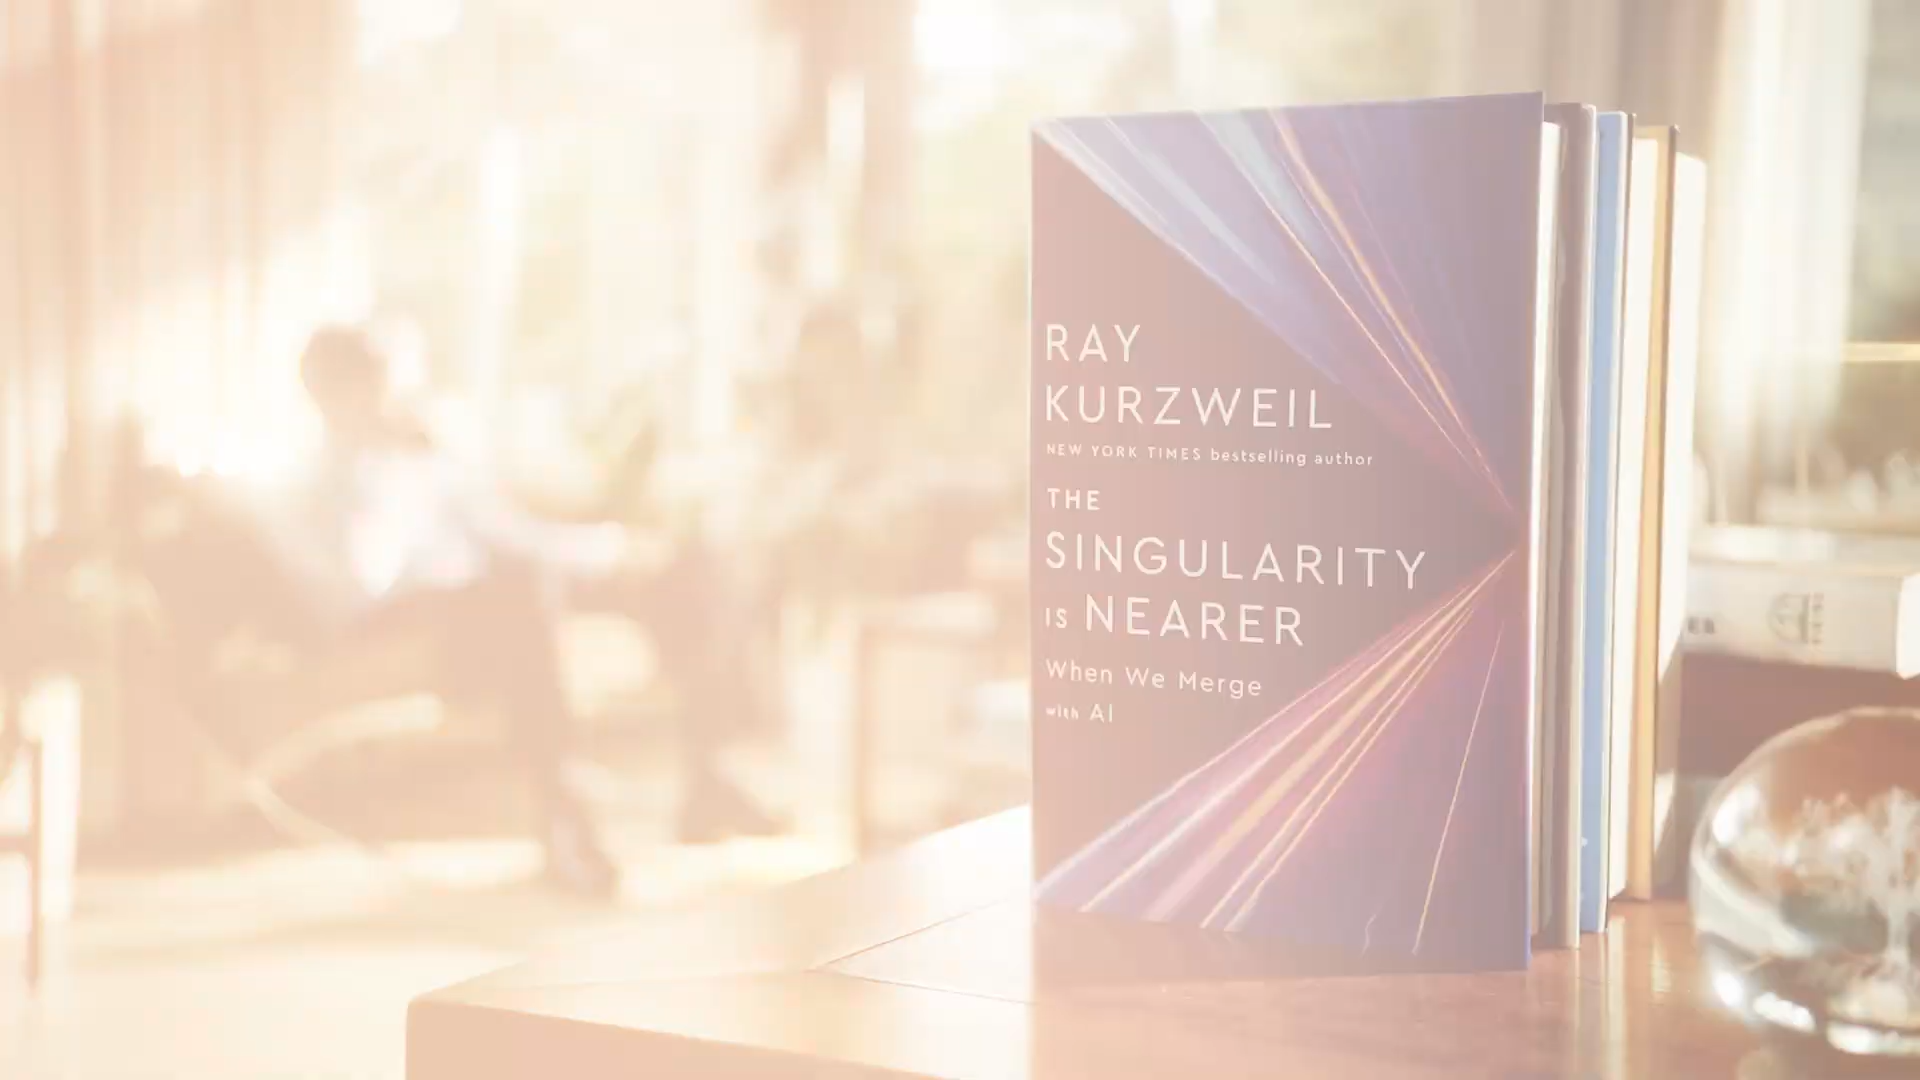 RAY
KURZWEIL
NEW YORK TIMES bestselling author
THE
SINGULARITY
IS NEARER
When We Merge
with AI